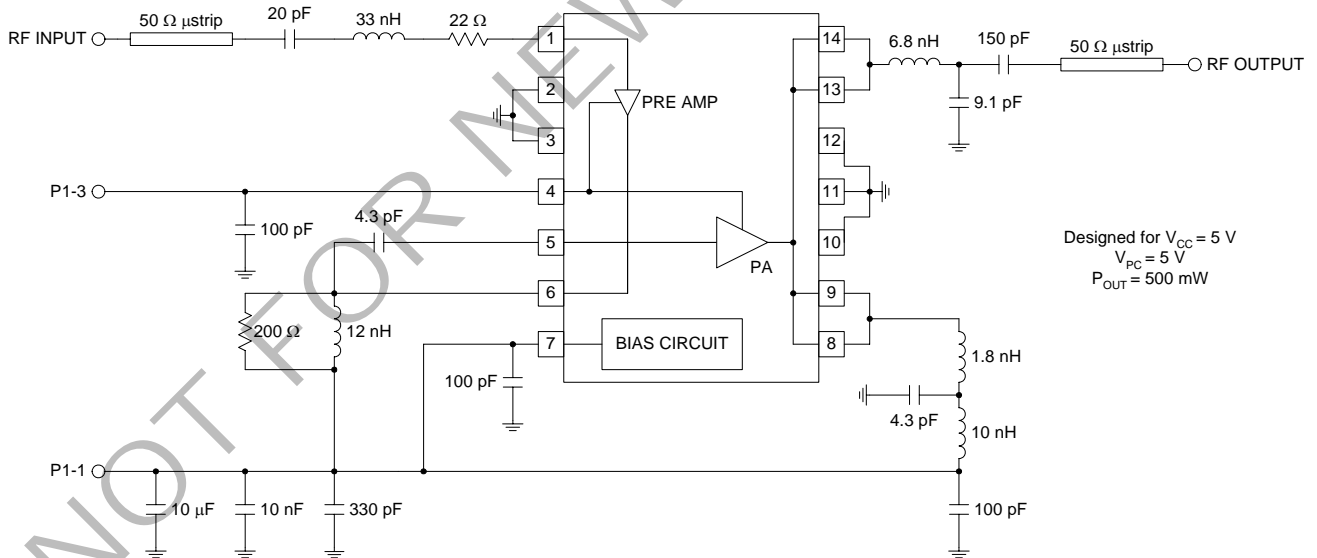 50 Ω μstrip
20 pF
33 nH
22 Ω
RF INPUT
1
2
3
4
5
6
7
14
13
12
11
10
9
8
PRE AMP
PA
BIAS CIRCUIT
6.8 nH
150 pF
50 Ω μstrip
RF OUTPUT
9.1 pF
P1-3
100 pF
4.3 pF
200 Ω
12 nH
100 pF
Designed for VCC = 5 V
VPC = 5 V
POUT = 500 mW
1.8 nH
4.3 pF
10 nH
P1-1
10 μF
10 nF
330 pF
100 pF
NOT FOR NEW